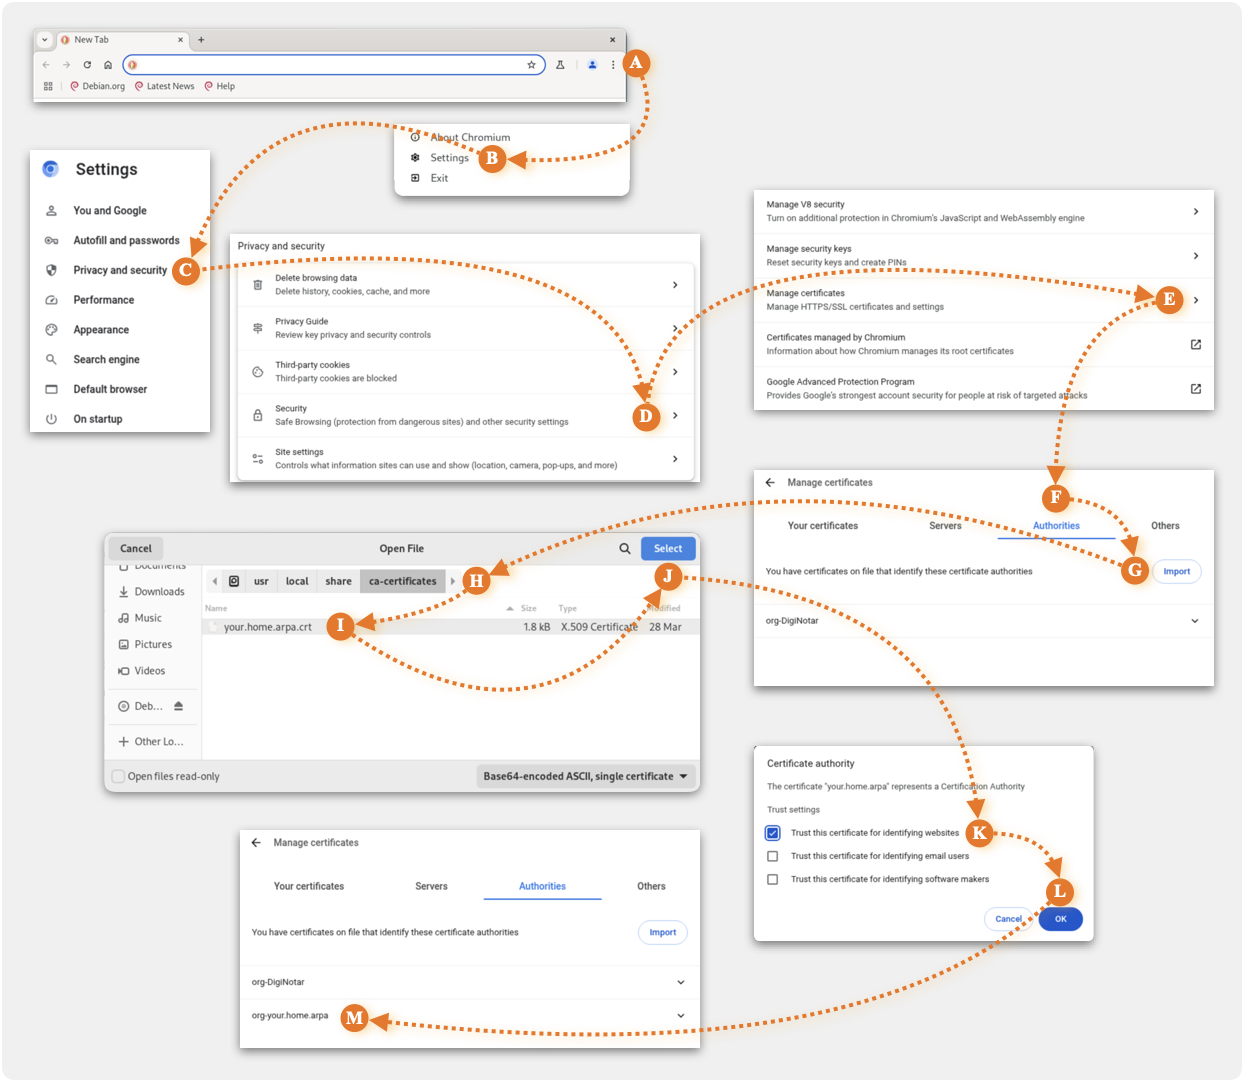 New Tab
A
Debian.org Latest News Help
About Chromium
Settings B
Exit
Settings
You and Google
Autofill and passwords
Privacy and security C
Performance
Appearance
Search engine
Default browser
On startup
Privacy and security
Delete browsing data
Delete history, cookies, cache, and more
Privacy Guide
Review key privacy and security controls
Third-party cookies
Third-party cookies are blocked
Security
Safe Browsing (protection from dangerous sites) and other security settings
D
Site settings
Controls what information sites can use and show (location, camera, pop-ups, and more)
Manage V8 security
Turn on additional protection in Chromium's JavaScript and WebAssembly engine
Manage security keys
Reset security keys and create PINs
Manage certificates
Manage HTTPS/SSL certificates and settings
E
Certificates managed by Chromium
Information about how Chromium manages its root certificates
Google Advanced Protection Program
Provides Google's strongest account security for people at risk of targeted attacks
Manage certificates
F
Your certificates Servers Authorities Others
You have certificates on file that identify these certificate authorities G Import
org-DigiNotar
Cancel Open File Select
usr local share ca-certificates H J
Documents
Downloads
Music
Pictures
Videos
Deb...
Other Lo...
Name Size Type Modified
your.home.arpa.crt I 1.8 kB X.509 Certificate 28 Mar
Open files read-only Base64-encoded ASCII, single certificate
Certificate authority
The certificate "your.home.arpa" represents a Certification Authority
Trust settings
Trust this certificate for identifying websites K
Trust this certificate for identifying email users
Trust this certificate for identifying software makers
L
Cancel OK
Manage certificates
Your certificates Servers Authorities Others
You have certificates on file that identify these certificate authorities Import
org-DigiNotar
org-your.home.arpa M